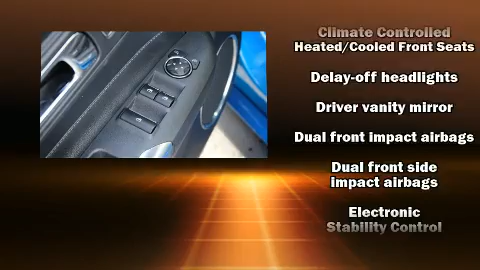 Climate Controlled
Heated/Cooled Front Seats
Delay-off headlights
Driver vanity mirror
Dual front impact airbags
Dual front side
impact airbags
Electronic
Stability Control